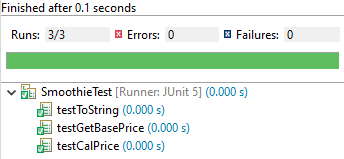 Finished after 0.1 seconds
Runs: 3/3 Errors: 0 Failures: 0
SmoothieTest [Runner: JUnit 5] (0.000 s)
testToString (0.000 s)
testGetBasePrice (0.000 s)
testCalPrice (0.000 s)